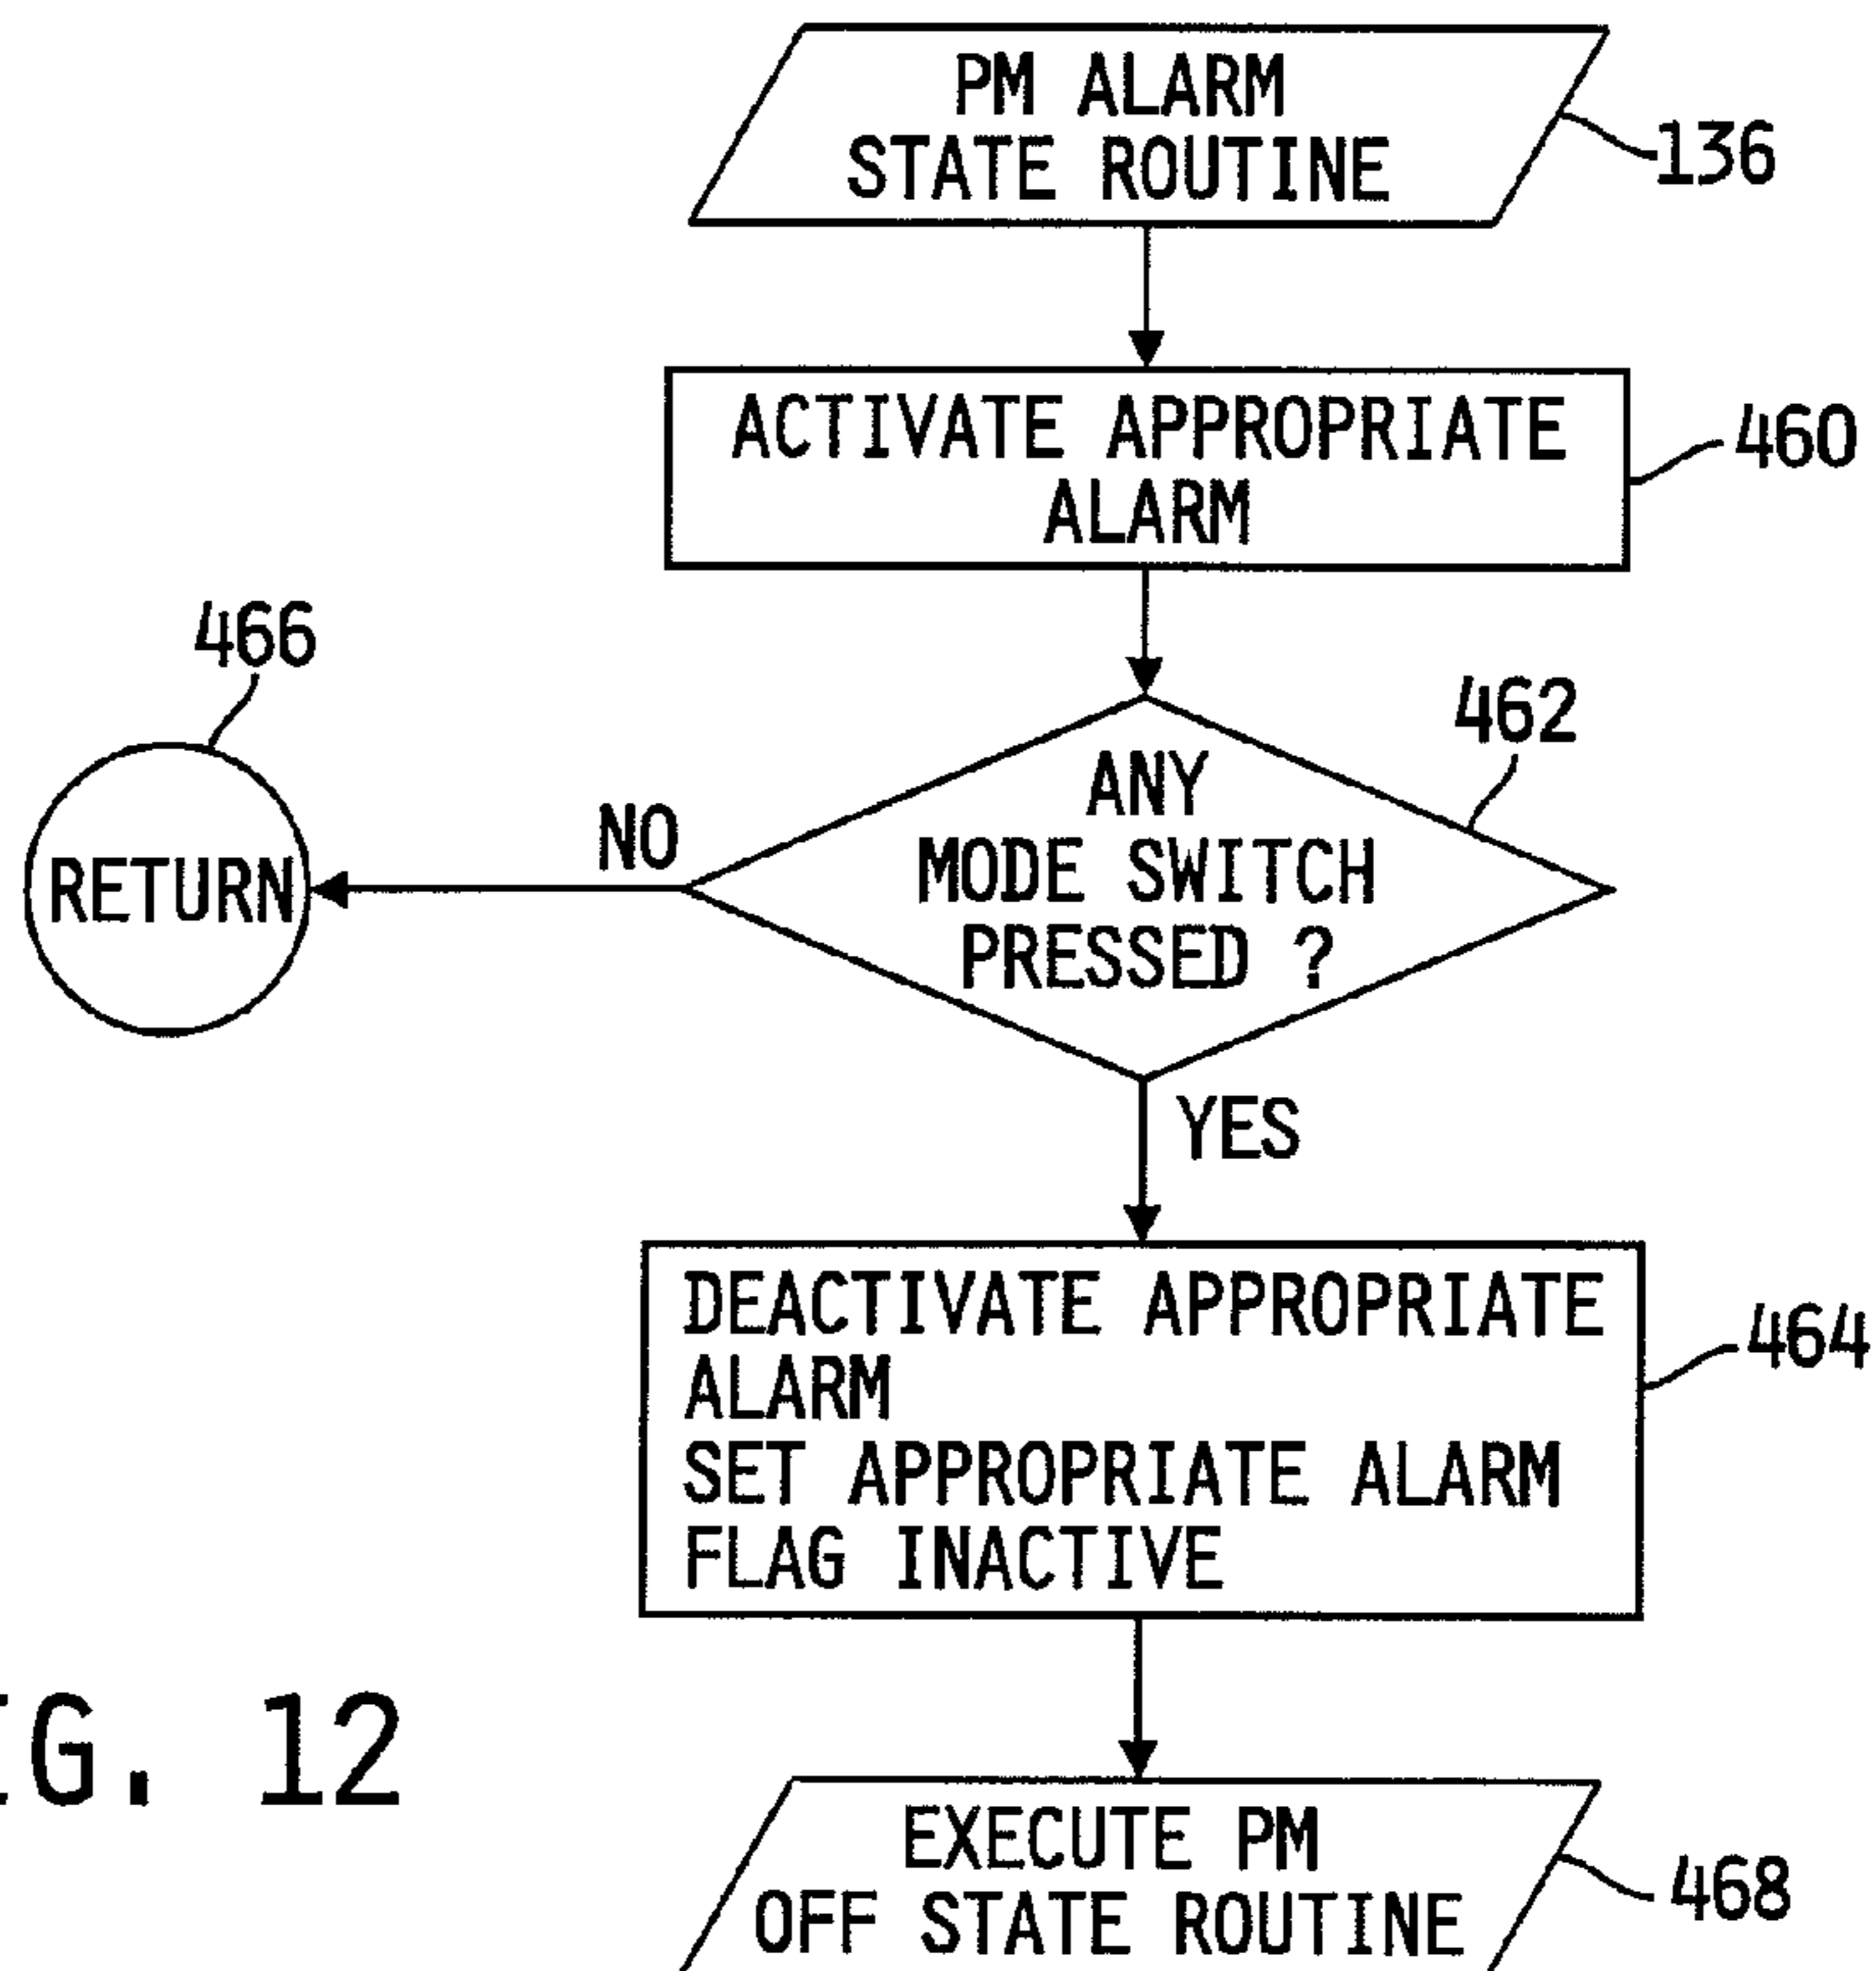 PM ALARM
STATE ROUTINE
136
ACTIVATE APPROPRIATE
ALARM
460
466
462
ANY
MODE SWITCH
PRESSED ?
NO
RETURN
YES
DEACTIVATE APPROPRIATE
ALARM
SET APPROPRIATE ALARM
FLAG INACTIVE
464
IG. 12
EXECUTE PM
OFF STATE ROUTINE
468